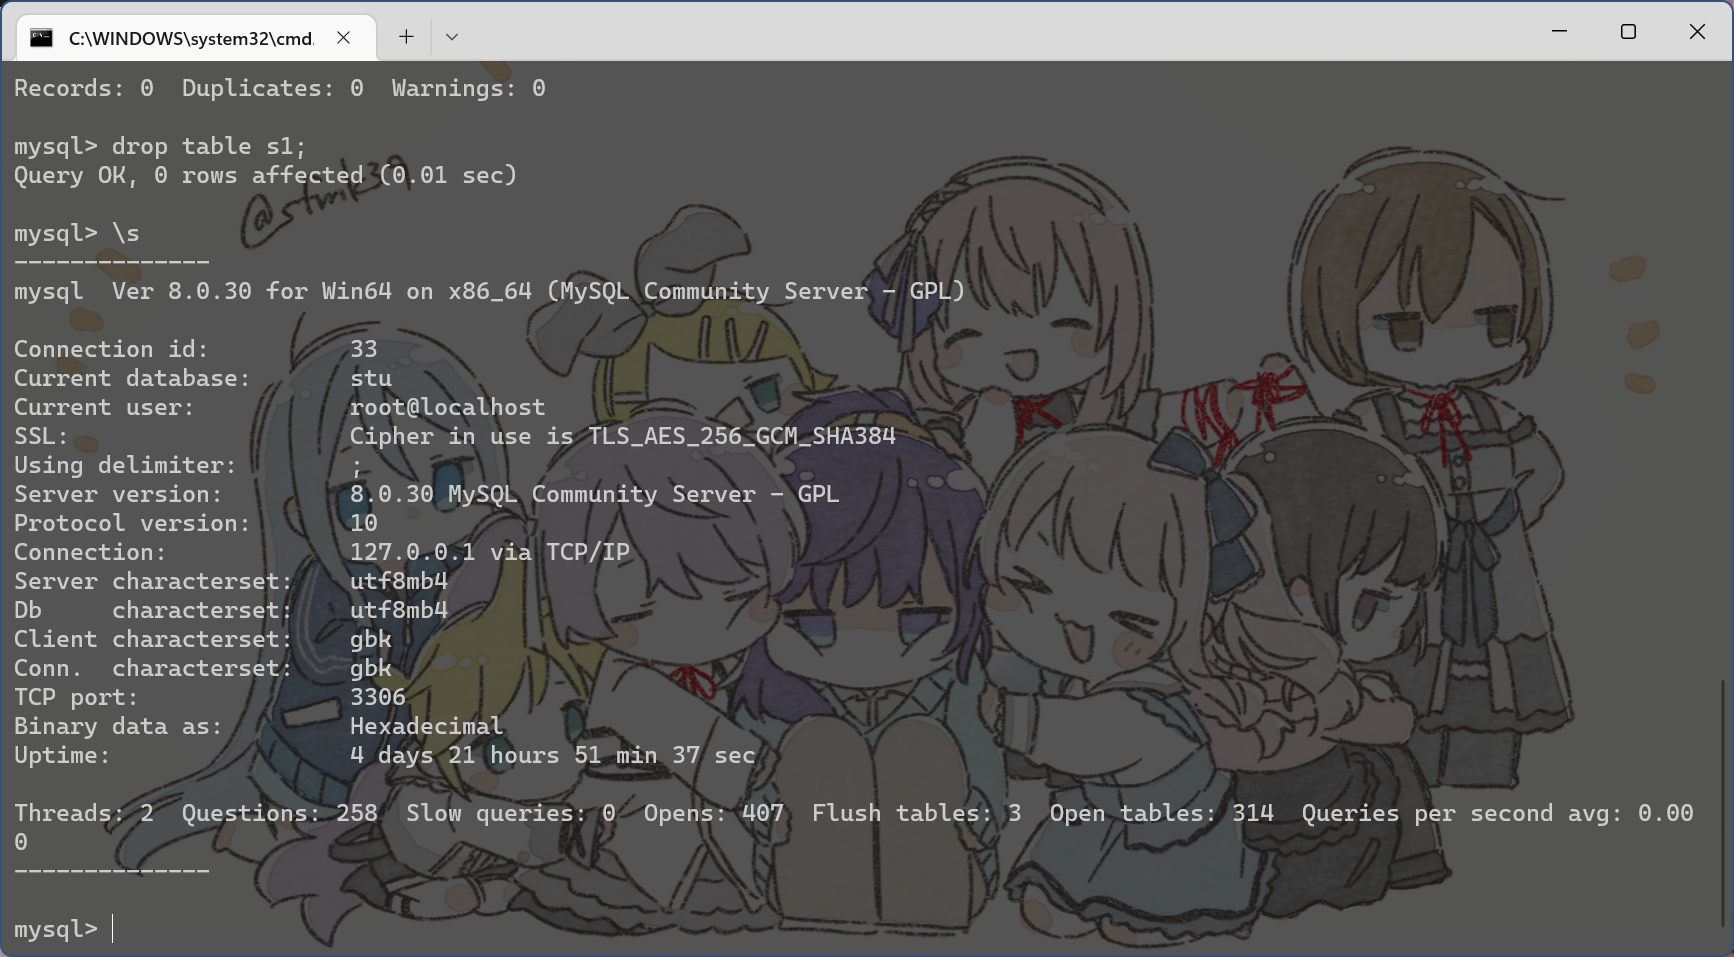 C:\WINDOWS\system32\cmd.
Records: 0  Duplicates: 0  Warnings: 0
mysql> drop table s1;
Query OK, 0 rows affected (0.01 sec)
@stmk39
mysql> \s
--------------
mysql  Ver 8.0.30 for Win64 on x86_64 (MySQL Community Server - GPL)
Connection id:          33
Current database:       stu
Current user:           root@localhost
SSL:                    Cipher in use is TLS_AES_256_GCM_SHA384
Using delimiter:        ;
Server version:         8.0.30 MySQL Community Server - GPL
Protocol version:       10
Connection:             127.0.0.1 via TCP/IP
Server characterset:    utf8mb4
Db     characterset:    utf8mb4
Client characterset:    gbk
Conn.  characterset:    gbk
TCP port:               3306
Binary data as:         Hexadecimal
Uptime:                 4 days 21 hours 51 min 37 sec
Threads: 2  Questions: 258  Slow queries: 0  Opens: 407  Flush tables: 3  Open tables: 314  Queries per second avg: 0.00
0
--------------
mysql>